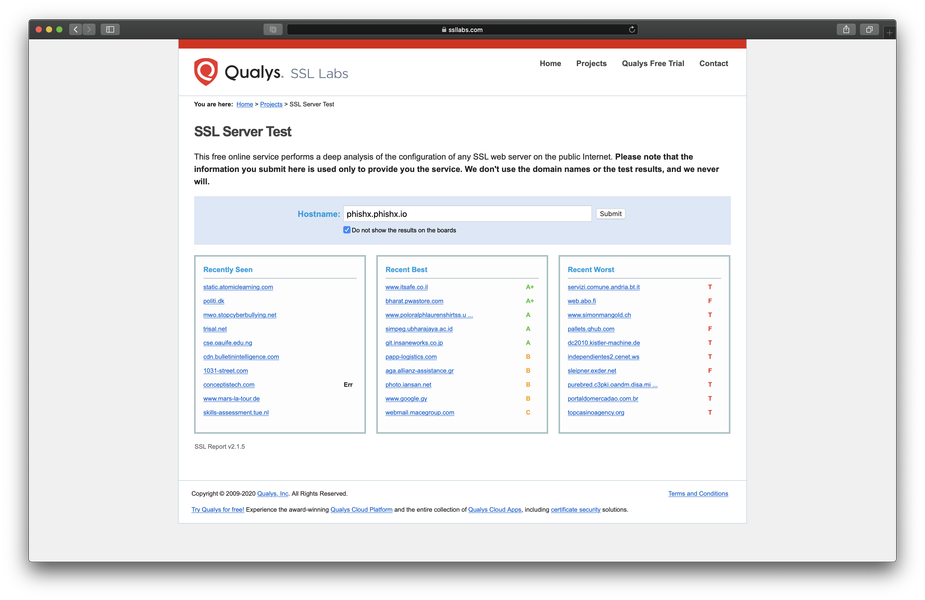 ssllabs.com
Qualys. SSL Labs
Home Projects Qualys Free Trial Contact
You are here: Home > Projects > SSL Server Test
SSL Server Test
This free online service performs a deep analysis of the configuration of any SSL web server on the public Internet. Please note that the
information you submit here is used only to provide you the service. We don't use the domain names or the test results, and we never
will.
Hostname: phishx.phishx.io Submit
Do not show the results on the boards
Recently Seen
static.atomiclearning.com
politi.dk
mwo.stopcyberbullying.net
trisal.net
cse.oauife.edu.ng
cdn.bulletinintelligence.com
1031-street.com
conceptistech.com Err
www.mars-la-tour.de
skills-assessment.tue.nl
Recent Best
www.itsafe.co.il A+
bharat.pwastore.com A+
www.poloralphlaurenshirtss.u ... A
simpeg.ubharajaya.ac.id A
git.insaneworks.co.jp A
papp-logistics.com B
aga.allianz-assistance.gr B
photo.iansan.net B
www.google.gy B
webmail.macegroup.com C
Recent Worst
servizi.comune.andria.bt.it T
web.abo.fi F
www.simonmangold.ch T
pallets.ghub.com F
dc2010.kistler-machine.de T
independientes2.cenet.ws T
sleipner.exder.net F
purebred.c3pki.oandm.disa.mi ... T
portaldomercadao.com.br T
topcasinoagency.org T
SSL Report v2.1.5
Copyright © 2009-2020 Qualys, Inc. All Rights Reserved. Terms and Conditions
Try Qualys for free! Experience the award-winning Qualys Cloud Platform and the entire collection of Qualys Cloud Apps, including certificate security solutions.